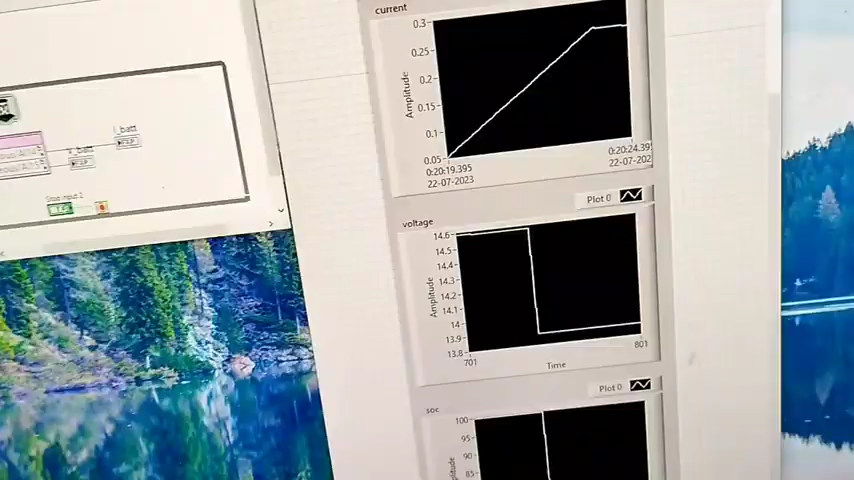 current
0.3
0.25
0.2
0.15
0.1
0.05
Amplitude
0:20:19.395
22-07-2023
0:20:24.395
22-07-202
Plot 0
voltage
14.6
14.5
14.4
14.3
14.2
14.1
14
13.9
13.8
Amplitude
701
801
Time
Plot 0
soc
100
95
90
85
I_batt